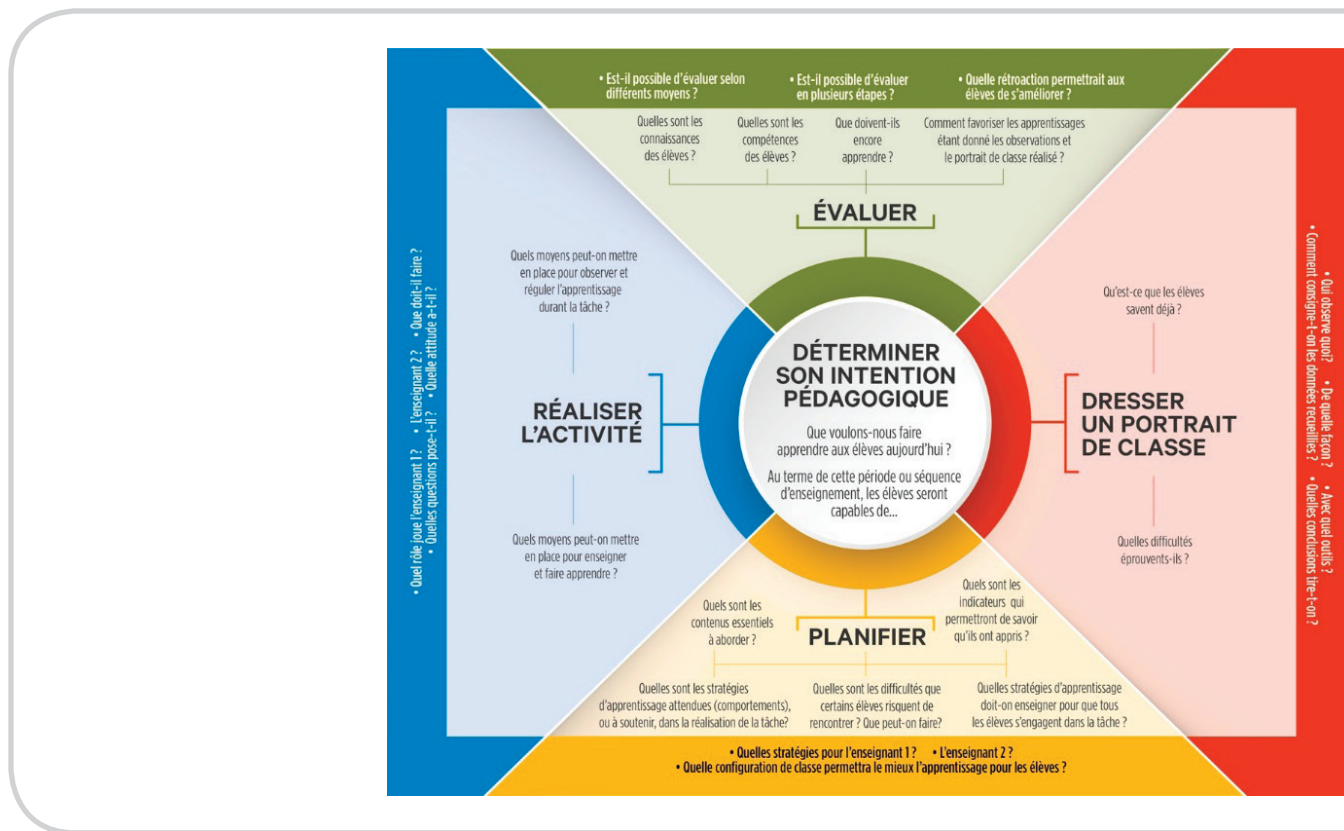 • Est-il possible d'évaluer selon
différents moyens ?
• Est-il possible d'évaluer
en plusieurs étapes ?
• Quelle rétroaction permettrait aux
élèves de s'améliorer ?
Quelles sont les
connaissances
des élèves ?
Quelles sont les
compétences
des élèves ?
Que doivent-ils
encore
apprendre ?
Comment favoriser les apprentissages
étant donné les observations et
le portrait de classe réalisé ?
ÉVALUER
• Quel rôle joue l'enseignant 1 ? • L'enseignant 2 ? • Que doit-il faire ?
• Quelles questions pose-t-il ? • Quelle attitude a-t-il ?
Quels moyens peut-on mettre
en place pour observer et
réguler l'apprentissage
durant la tâche ?
RÉALISER
L'ACTIVITÉ
Quels moyens peut-on mettre
en place pour enseigner
et faire apprendre ?
DÉTERMINER
SON INTENTION
PÉDAGOGIQUE
Que voulons-nous faire
apprendre aux élèves aujourd'hui ?
Au terme de cette période ou séquence
d'enseignement, les élèves seront
capables de...
Qu'est-ce que les élèves
savent déjà ?
DRESSER
UN PORTRAIT
DE CLASSE
Quelles difficultés
éprouvents-ils ?
• Qui observe quoi? • De quelle façon ? • Avec quel outils ?
• Comment consigne-t-on les données recueillies ? • Quelles conclusions tire-t-on ?
Quels sont les
contenus essentiels
à aborder ?
PLANIFIER
Quels sont les
indicateurs qui
permettront de savoir
qu'ils ont appris ?
Quelles sont les stratégies
d'apprentissage attendues (comportements),
ou à soutenir, dans la réalisation de la tâche?
Quelles sont les difficultés que
certains élèves risquent de
rencontrer ? Que peut-on faire?
Quelles stratégies d'apprentissage
doit-on enseigner pour que tous
les élèves s'engagent dans la tâche ?
• Quelles stratégies pour l'enseignant 1 ? • L'enseignant 2 ?
• Quelle configuration de classe permettra le mieux l'apprentissage pour les élèves ?